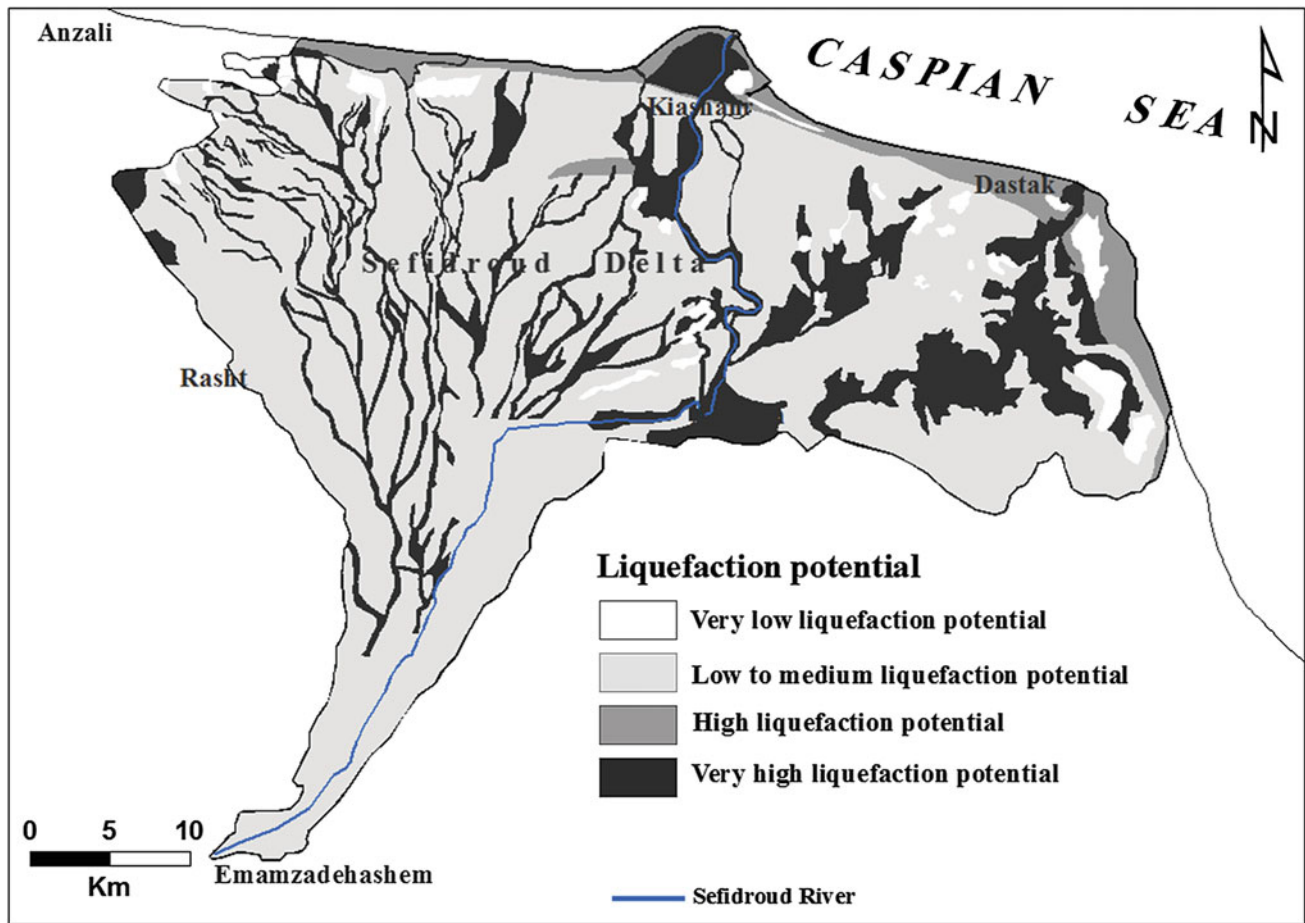 Anzali
CASPIAN SEA
N
Kiashahr
Dastak
Sefidroud Delta
Rasht
Liquefaction potential
Very low liquefaction potential
Low to medium liquefaction potential
High liquefaction potential
Very high liquefaction potential
0 5 10
Km
Emamzadehashem
Sefidroud River